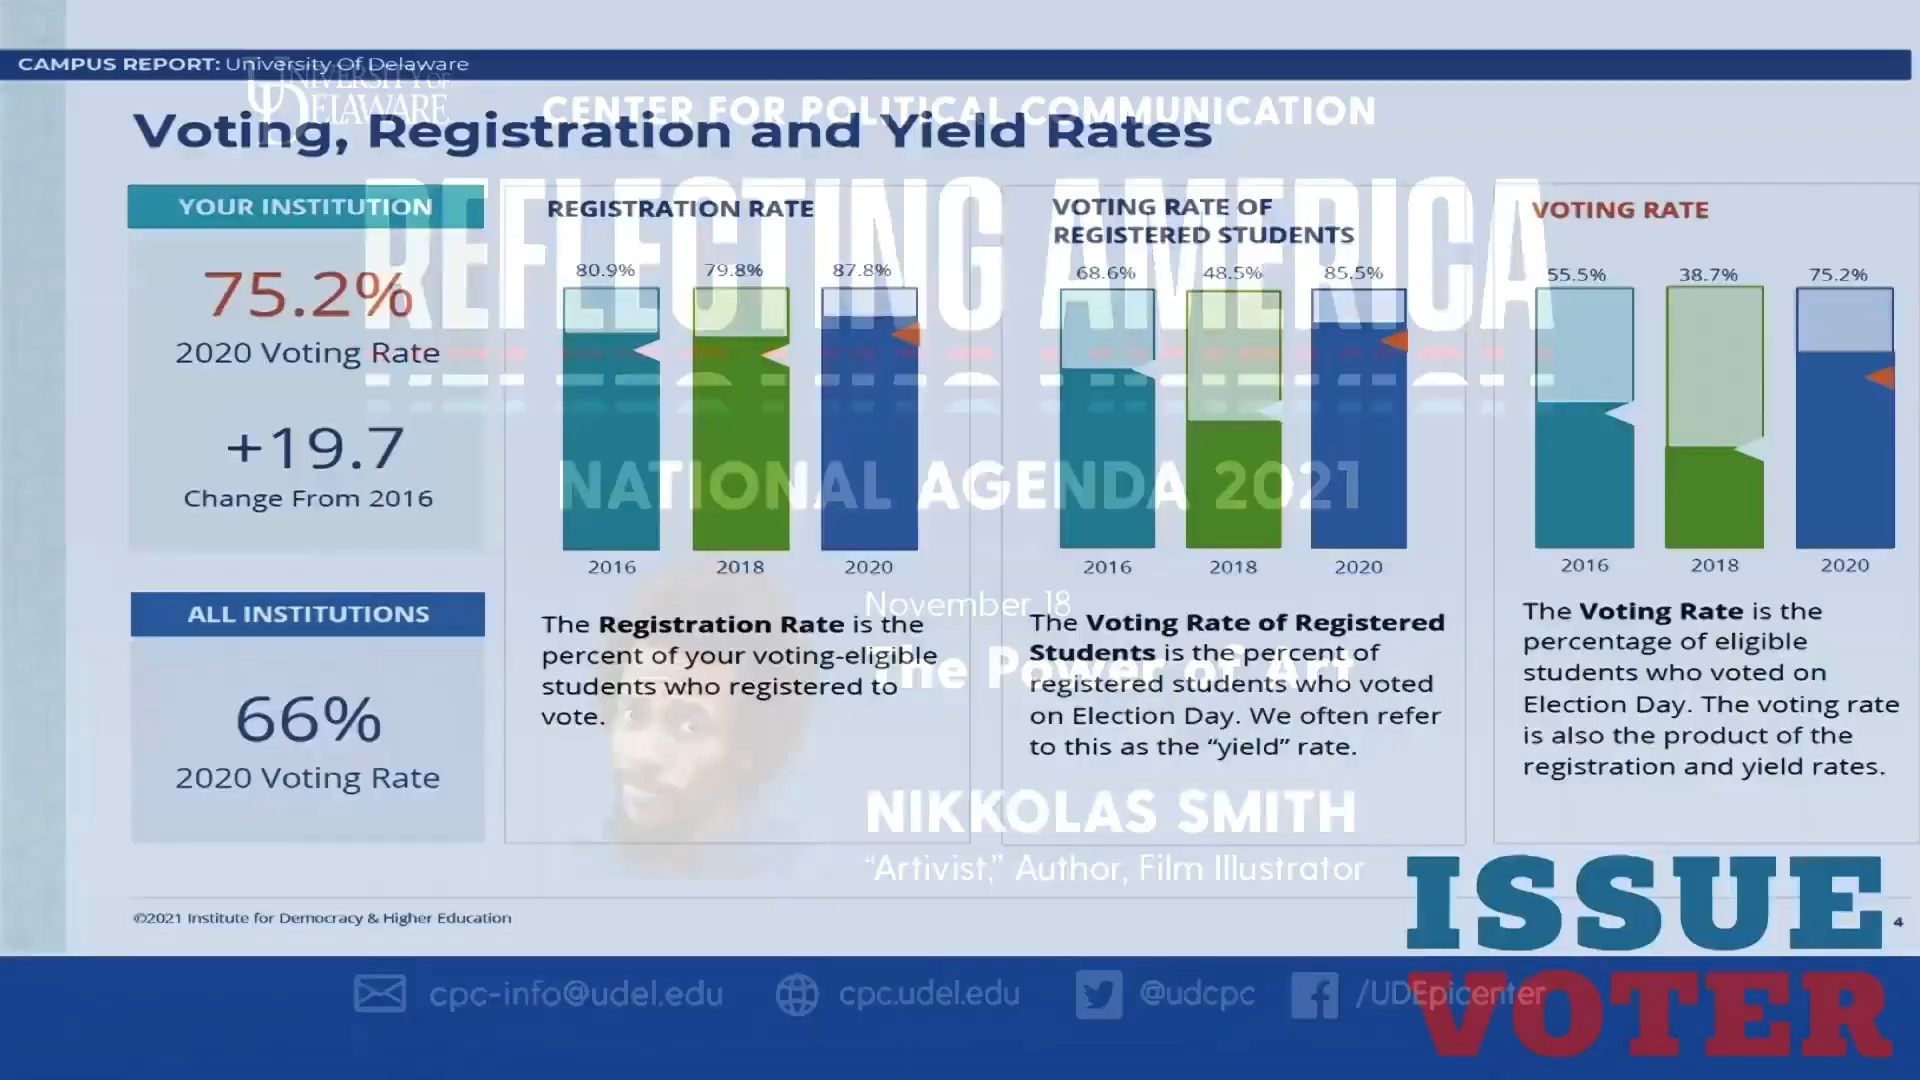 CAMPUS REPORT: University Of Delaware
UNIVERSITY OF
DELAWARE
CENTER FOR POLITICAL COMMUNICATION
Voting, Registration and Yield Rates
REFLECTING AMERICA
YOUR INSTITUTION
75.2%
2020 Voting Rate
+19.7
Change From 2016
ALL INSTITUTIONS
66%
2020 Voting Rate
REGISTRATION RATE
80.9% 79.8% 87.8%
2016 2018 2020
The Registration Rate is the
percent of your voting-eligible
students who registered to
vote.
VOTING RATE OF
REGISTERED STUDENTS
68.6% 48.5% 85.5%
2016 2018 2020
The Voting Rate of Registered
Students is the percent of
registered students who voted
on Election Day. We often refer
to this as the “yield” rate.
VOTING RATE
55.5% 38.7% 75.2%
2016 2018 2020
The Voting Rate is the
percentage of eligible
students who voted on
Election Day. The voting rate
is also the product of the
registration and yield rates.
NATIONAL AGENDA 2021
November 18
The Power of Art
NIKKOLAS SMITH
“Artivist,” Author, Film Illustrator
©2021 Institute for Democracy & Higher Education
4
ISSUE
VOTER
cpc-info@udel.edu
cpc.udel.edu
@udcpc
/UDEpicenter